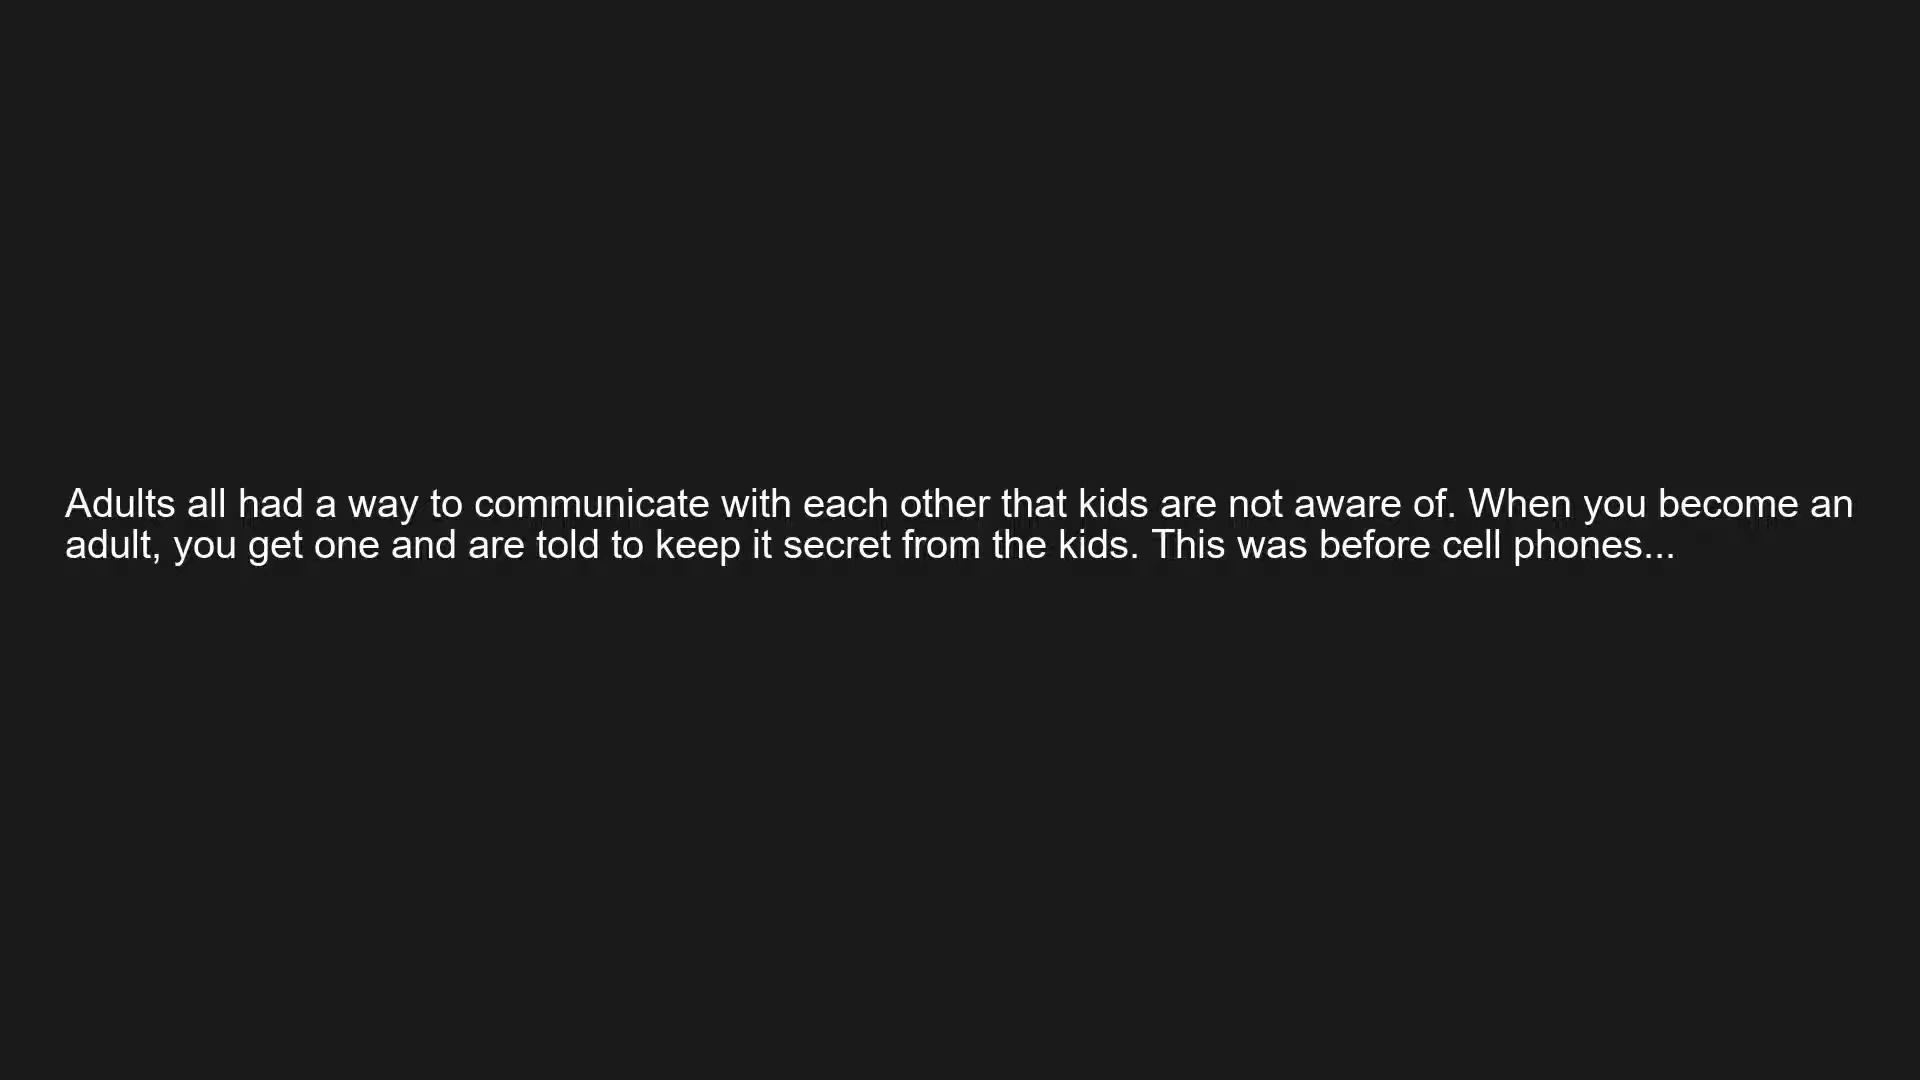 Adults all had a way to communicate with each other that kids are not aware of. When you become an
adult, you get one and are told to keep it secret from the kids. This was before cell phones...